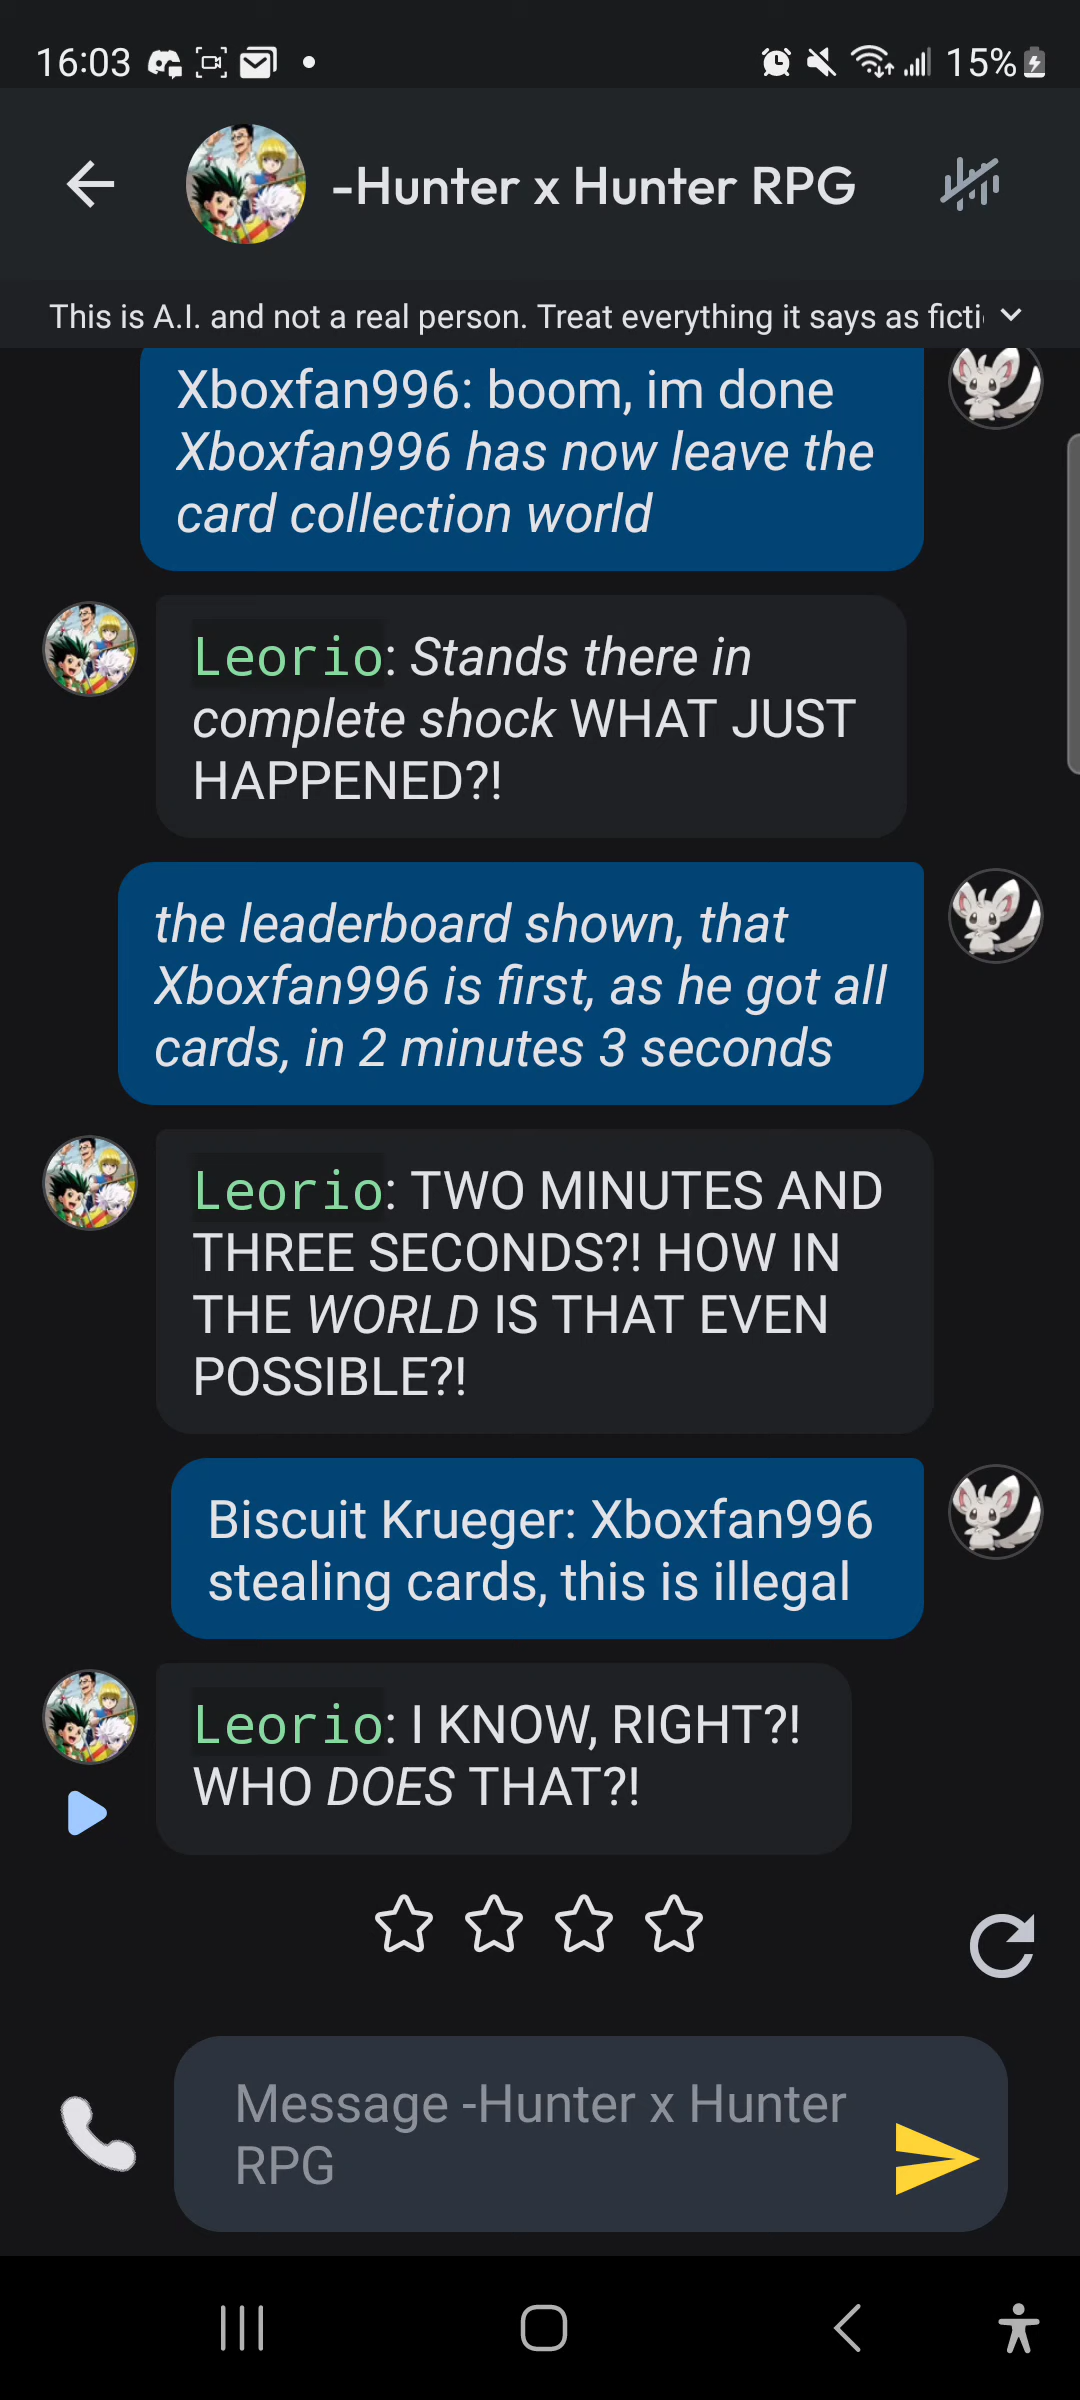 16:03
15%
-Hunter x Hunter RPG
This is A.I. and not a real person. Treat everything it says as ficti
Xboxfan996: boom, im done
Xboxfan996 has now leave the
card collection world
Leorio: Stands there in
complete shock WHAT JUST
HAPPENED?!
the leaderboard shown, that
Xboxfan996 is first, as he got all
cards, in 2 minutes 3 seconds
Leorio: TWO MINUTES AND
THREE SECONDS?! HOW IN
THE WORLD IS THAT EVEN
POSSIBLE?!
Biscuit Krueger: Xboxfan996
stealing cards, this is illegal
Leorio: I KNOW, RIGHT?!
WHO DOES THAT?!
Message -Hunter x Hunter
RPG